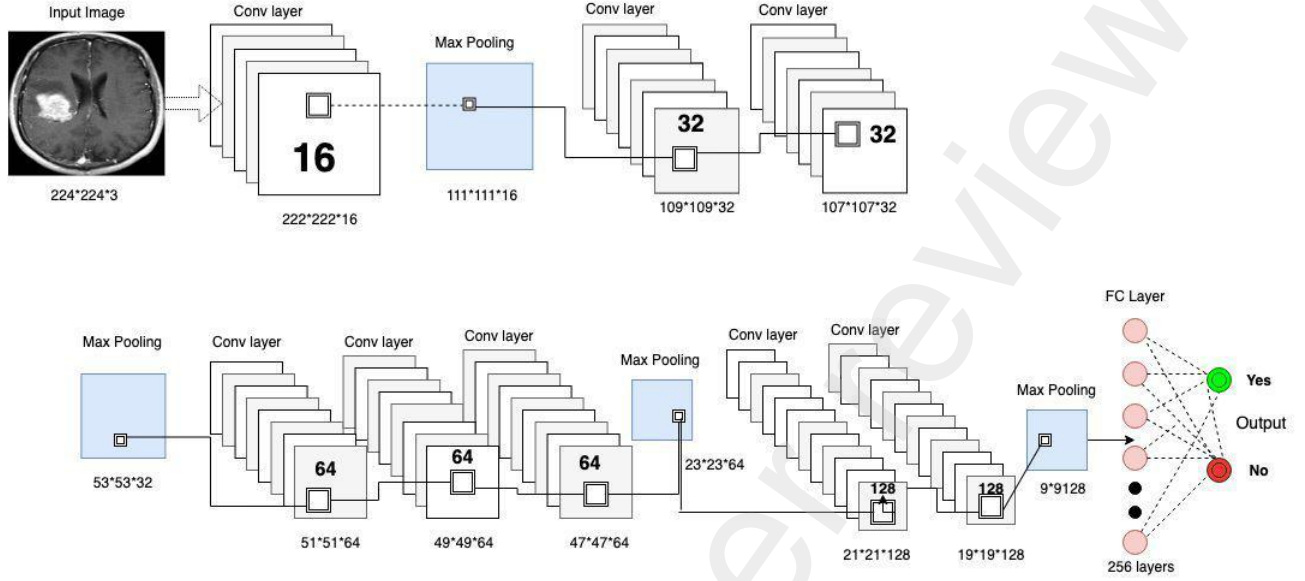 Input Image
Conv layer
Max Pooling
Conv layer
Conv layer
16
32
32
224*224*3
222*222*16
111*111*16
109*109*32
107*107*32
Max Pooling
Conv layer
Conv layer
Conv layer
Max Pooling
Conv layer
Conv layer
Max Pooling
FC Layer
64
64
64
128
128
Yes
Output
No
53*53*32
51*51*64
49*49*64
47*47*64
23*23*64
21*21*128
19*19*128
9*9128
256 layers
er review